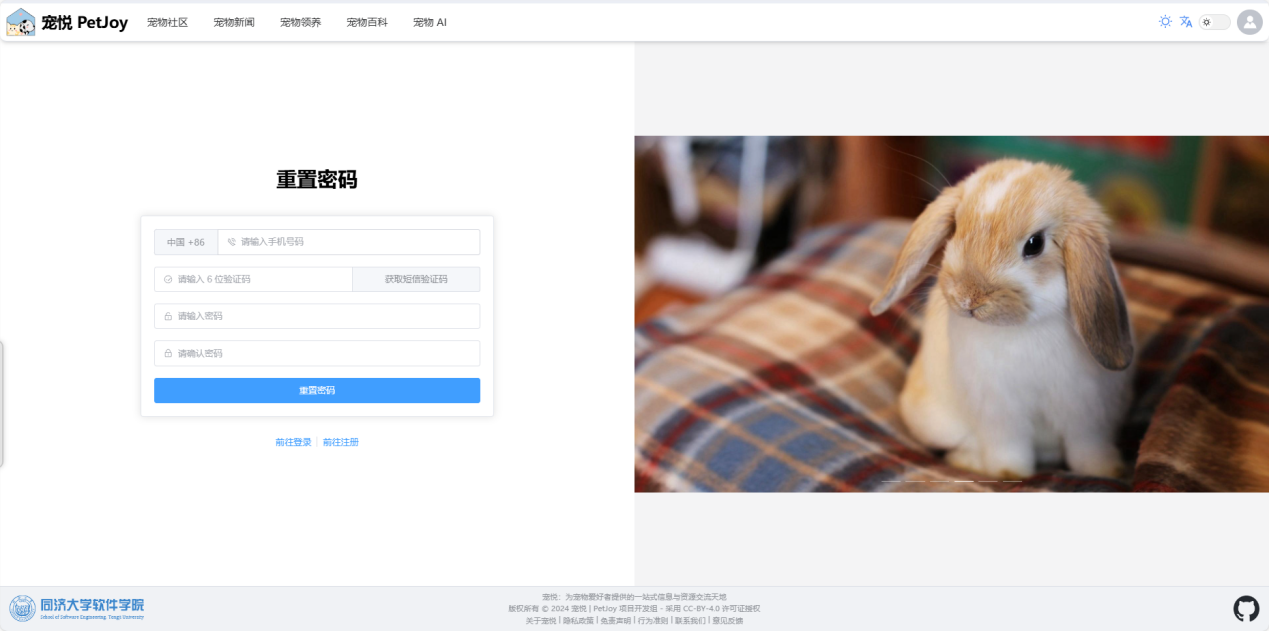 宠悦 PetJoy 宠物社区 宠物新闻 宠物领养 宠物百科 宠物 AI
重置密码
中国 +86 请输入手机号码
请输入 6 位验证码 获取短信验证码
请输入密码
请确认密码
重置密码
前往登录 | 前往注册
同济大学软件学院
School of Software Engineering, Tongji University
宠悦：为宠物爱好者提供的一站式信息与资源交流天地
版权所有 © 2024 宠悦 | PetJoy 项目开发组 - 采用 CC-BY-4.0 许可证授权
关于宠悦 | 隐私政策 | 免责声明 | 行为准则 | 联系我们 | 意见反馈